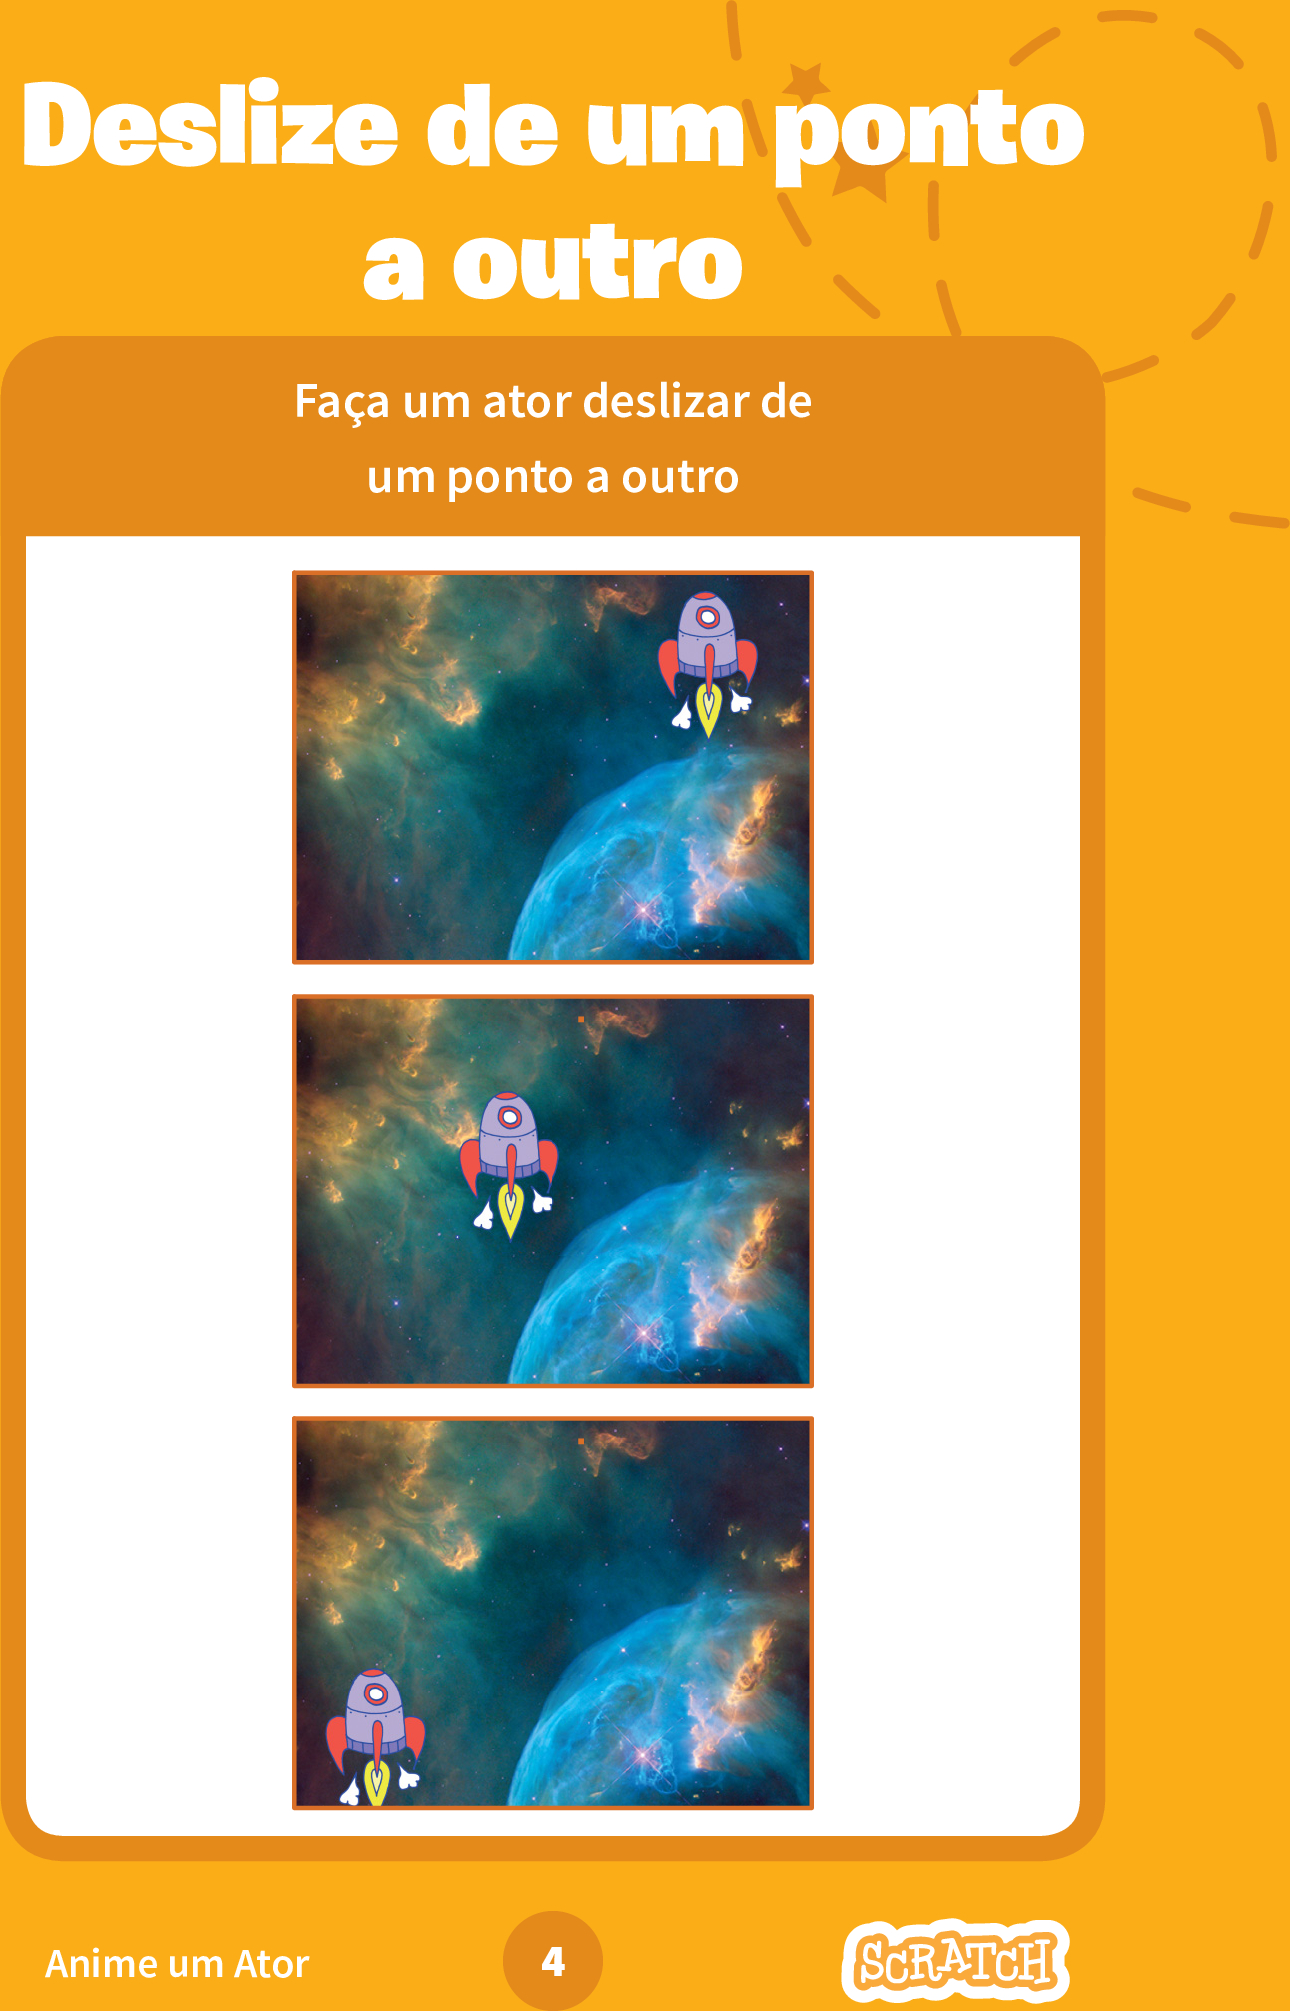 Deslize de um ponto
a outro
Faça um ator deslizar de
um ponto a outro
Anime um Ator
4
SCRATCH